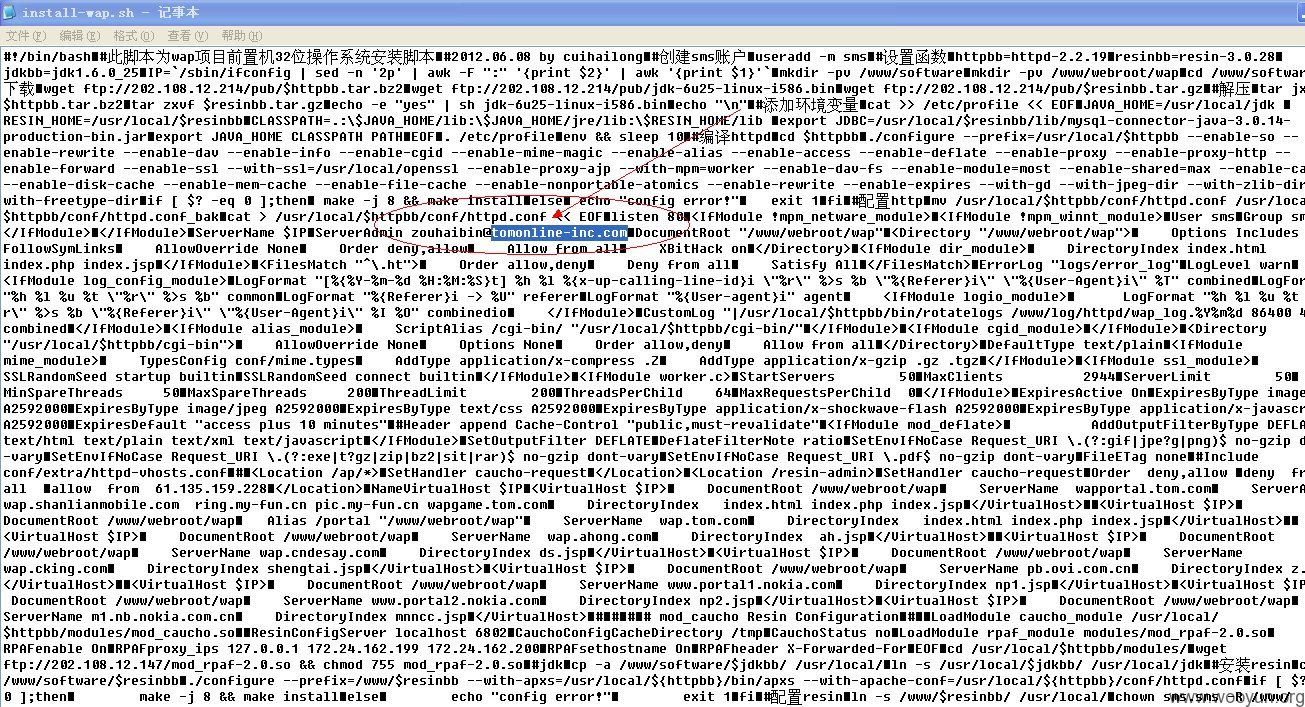 install-wap.sh - 记事本
文件(F) 编辑(E) 格式(O) 查看(V) 帮助(H)
#!/bin/bash■#此脚本为wap项目前置机32位操作系统安装脚本■#2012.06.08 by cuihailong■#创建sms账户■useradd -m sms■#设置函数■httpbb=httpd-2.2.19■resinbb=resin-3.0.28■
jdkbb=jdk1.6.0_25■IP=`/sbin/ifconfig | sed -n '2p' | awk -F ":" '{print $2}' | awk '{print $1}'`■mkdir -pv /www/software■mkdir -pv /www/webroot/wap■cd /www/softwar
下载■wget ftp://202.108.12.214/pub/$httpbb.tar.bz2■wget ftp://202.108.12.214/pub/$resinbb.tar.gz■#解压■tar jx
$httpbb.tar.bz2■tar zxvf $resinbb.tar.gz■echo -e "yes" | sh jdk-6u25-linux-i586.bin■echo "\n"■#添加环境变量■cat >> /etc/profile << EOF■JAVA_HOME=/usr/local/jdk ■
RESIN_HOME=/usr/local/$resinbb■CLASSPATH=.:\$JAVA_HOME/lib:\$JAVA_HOME/jre/lib:\$RESIN_HOME/lib ■export JDBC=/usr/local/$resinbb/lib/mysql-connector-java-3.0.14-
production-bin.jar■export JAVA_HOME CLASSPATH PATH■EOF■. /etc/profile■env && sleep 10■#编译■cd $httpbb■./configure --prefix=/usr/local/$httpbb --enable-so --
enable-rewrite --enable-dav --enable-info --enable-cgid --enable-mime-magic --enable-alias --enable-access --enable-deflate --enable-proxy --enable-proxy-http --
enable-forward --enable-ssl --with-ssl=/usr/local/openssl --enable-proxy-ajp --with-mpm=worker --enable-dav-fs --enable-module=most --enable-shared=max --enable-ca
--enable-disk-cache --enable-mem-cache --enable-file-cache --enable-nonportable-atomics --enable-rewrite --enable-expires --with-gd --with-jpeg-dir --with-zlib-dir
with-freetype-dir■if [ $? -eq 0 ];then■ make -j 8 && make install■else■ echo "config error!"■ exit 1■fi■#配置http■mv /usr/local/
$httpbb/conf/httpd.conf_bak■cat > /usr/local/$httpbb/conf/httpd.conf << EOF■listen 80■<IfModule !mpm_netware_module>■<IfModule !mpm_winnt_module>■User sms■Group sm
</IfModule>■</IfModule>■ServerName $IP■ServerAdmin zouhaibin@tomonline-inc.com■DocumentRoot "/www/webroot/wap"■<Directory "/www/webroot/wap">■ Options Includes
FollowSymLinks■ AllowOverride None■ Order deny,allow■ Allow from all■ XBitHack on■</Directory>■<IfModule dir_module>■ DirectoryIndex index.html
index.php index.jsp■</IfModule>■<FilesMatch "^\.ht">■ Order allow,deny■ Deny from all■ Satisfy All■</FilesMatch>■ErrorLog "logs/error_log"■LogLevel warn■
<IfModule log_config_module>■LogFormat "[%{%Y-%m-%d %H:%M:%S}t] %h %l %{x-up-calling-line-id}i \"%r\" %>s %b \"%{Referer}i\" \"%{User-Agent}i\" %T" combined■LogFor
"%h %l %u %t \"%r\" %>s %b" common■LogFormat "%{Referer}i -> %U" referer■LogFormat "%{User-agent}i" agent■ <IfModule logio_module>■ LogFormat "%h %l %u %t
r\" %>s %b \"%{Referer}i\" \"%{User-Agent}i\" %I %O" combinedio■ </IfModule>■CustomLog "|/usr/local/$httpbb/bin/rotatelogs /www/log/httpd/wap_log.%Y%m%d 86400 4
combined■</IfModule>■<IfModule alias_module>■ ScriptAlias /cgi-bin/ "/usr/local/$httpbb/cgi-bin/"■</IfModule>■<IfModule cgid_module>■</IfModule>■<Directory
"/usr/local/$httpbb/cgi-bin">■ AllowOverride None■ Options None■ Order allow,deny■ Allow from all■</Directory>■DefaultType text/plain■<IfModule
mime_module>■ TypesConfig conf/mime.types■ AddType application/x-compress .Z■ AddType application/x-gzip .gz .tgz■</IfModule>■<IfModule ssl_module>■
SSLRandomSeed startup builtin■SSLRandomSeed connect builtin■</IfModule>■<IfModule worker.c>■StartServers 50■MaxClients 2944■ServerLimit 50■
MinSpareThreads 50■MaxSpareThreads 200■ThreadLimit 200■ThreadsPerChild 64■MaxRequestsPerChild 0■</IfModule>■ExpiresActive On■ExpiresByType image
A2592000■ExpiresByType image/jpeg A2592000■ExpiresByType text/css A2592000■ExpiresByType application/x-shockwave-flash A2592000■ExpiresByType application/x-javasc
A2592000■ExpiresDefault "access plus 10 minutes"■#Header append Cache-Control "public,must-revalidate"■<IfModule mod_deflate>■ AddOutputFilterByType DEFLA
text/html text/plain text/xml text/javascript■</IfModule>■SetOutputFilter DEFLATE■DeflateFilterNote ratio■SetEnvIfNoCase Request_URI \.(?:gif|jpe?g|png)$ no-gzip d
-vary■SetEnvIfNoCase Request_URI \.(?:exe|t?gz|zip|bz2|sit|rar)$ no-gzip dont-vary■SetEnvIfNoCase Request_URI \.pdf$ no-gzip dont-vary■FileETag none■#Include
conf/extra/httpd-vhosts.conf■#■<Location /ap/*>■SetHandler caucho-request■</Location>■<Location /resin-admin>■SetHandler caucho-request■Order deny,allow ■deny fr
all ■allow from 61.135.159.228■</Location>■NameVirtualHost $IP■<VirtualHost $IP>■ DocumentRoot /www/webroot/wap■ ServerName wapportal.tom.com■ ServerA
wap.shanlianmobile.com ring.my-fun.cn pic.my-fun.cn wapgame.tom.com■ DirectoryIndex index.html index.php index.jsp■</VirtualHost>■■<VirtualHost $IP>■
DocumentRoot /www/webroot/wap■ Alias /portal "/www/webroot/wap"■ ServerName wap.tom.com■ DirectoryIndex index.html index.php index.jsp■</VirtualHost>■■
<VirtualHost $IP>■ DocumentRoot /www/webroot/wap■ ServerName wap.ahong.com■ DirectoryIndex ah.jsp■</VirtualHost>■<VirtualHost $IP>■ DocumentRoot
/www/webroot/wap■ ServerName wap.cndesay.com■ DirectoryIndex ds.jsp■</VirtualHost>■<VirtualHost $IP>■ DocumentRoot /www/webroot/wap■ ServerName
wap.cking.com■ DirectoryIndex shengtai.jsp■</VirtualHost>■<VirtualHost $IP>■ DocumentRoot /www/webroot/wap■ ServerName pb.ovi.com.cn■ DirectoryIndex z.
</VirtualHost>■■<VirtualHost $IP>■ DocumentRoot /www/webroot/wap■ ServerName www.portal1.nokia.com■ DirectoryIndex np1.jsp■</VirtualHost>■<VirtualHost $IP>■
DocumentRoot /www/webroot/wap■ ServerName www.portal2.nokia.com■ DirectoryIndex np2.jsp■</VirtualHost>■<VirtualHost $IP>■ DocumentRoot /www/webroot/wap■
ServerName m1.nb.nokia.com.cn■ DirectoryIndex mnncc.jsp■</VirtualHost>■#■#■#■#■# mod_caucho Resin Configuration■#■■LoadModule caucho_module /usr/local/
$httpbb/modules/mod_caucho.so■■ResinConfigServer localhost 6802■CauchoConfigCacheDirectory /tmp■CauchoStatus no■LoadModule rpaf_module modules/mod_rpaf-2.0.so■
RPAFenable On■RPAFproxy_ips 127.0.0.1 172.24.162.199 172.24.162.200■RPAFsethostname On■RPAFheader X-Forwarded-For■EOF■cd /usr/local/$httpbb/modules/■wget
ftp://202.108.12.147/mod_rpaf-2.0.so && chmod 755 mod_rpaf-2.0.so■#jdk■cp -a /www/software/$jdkbb/ /usr/local/■ln -s /usr/local/$jdkbb/ /usr/local/jdk■#安装resin■c
/www/software/$resinbb■./configure --prefix=/www/$resinbb --with-apxs=/usr/local/${httpbb}/bin/apxs --with-apache-conf=/usr/local/${httpbb}/conf/httpd.conf■if [ $?
0 ];then■ make -j 8 && make install■else■ echo "config error!"■ exit 1■fi■#配置resin■ln -s /www/$resinbb/ /usr/local/■chown sms.sms -R /www/
www.wooyun.org